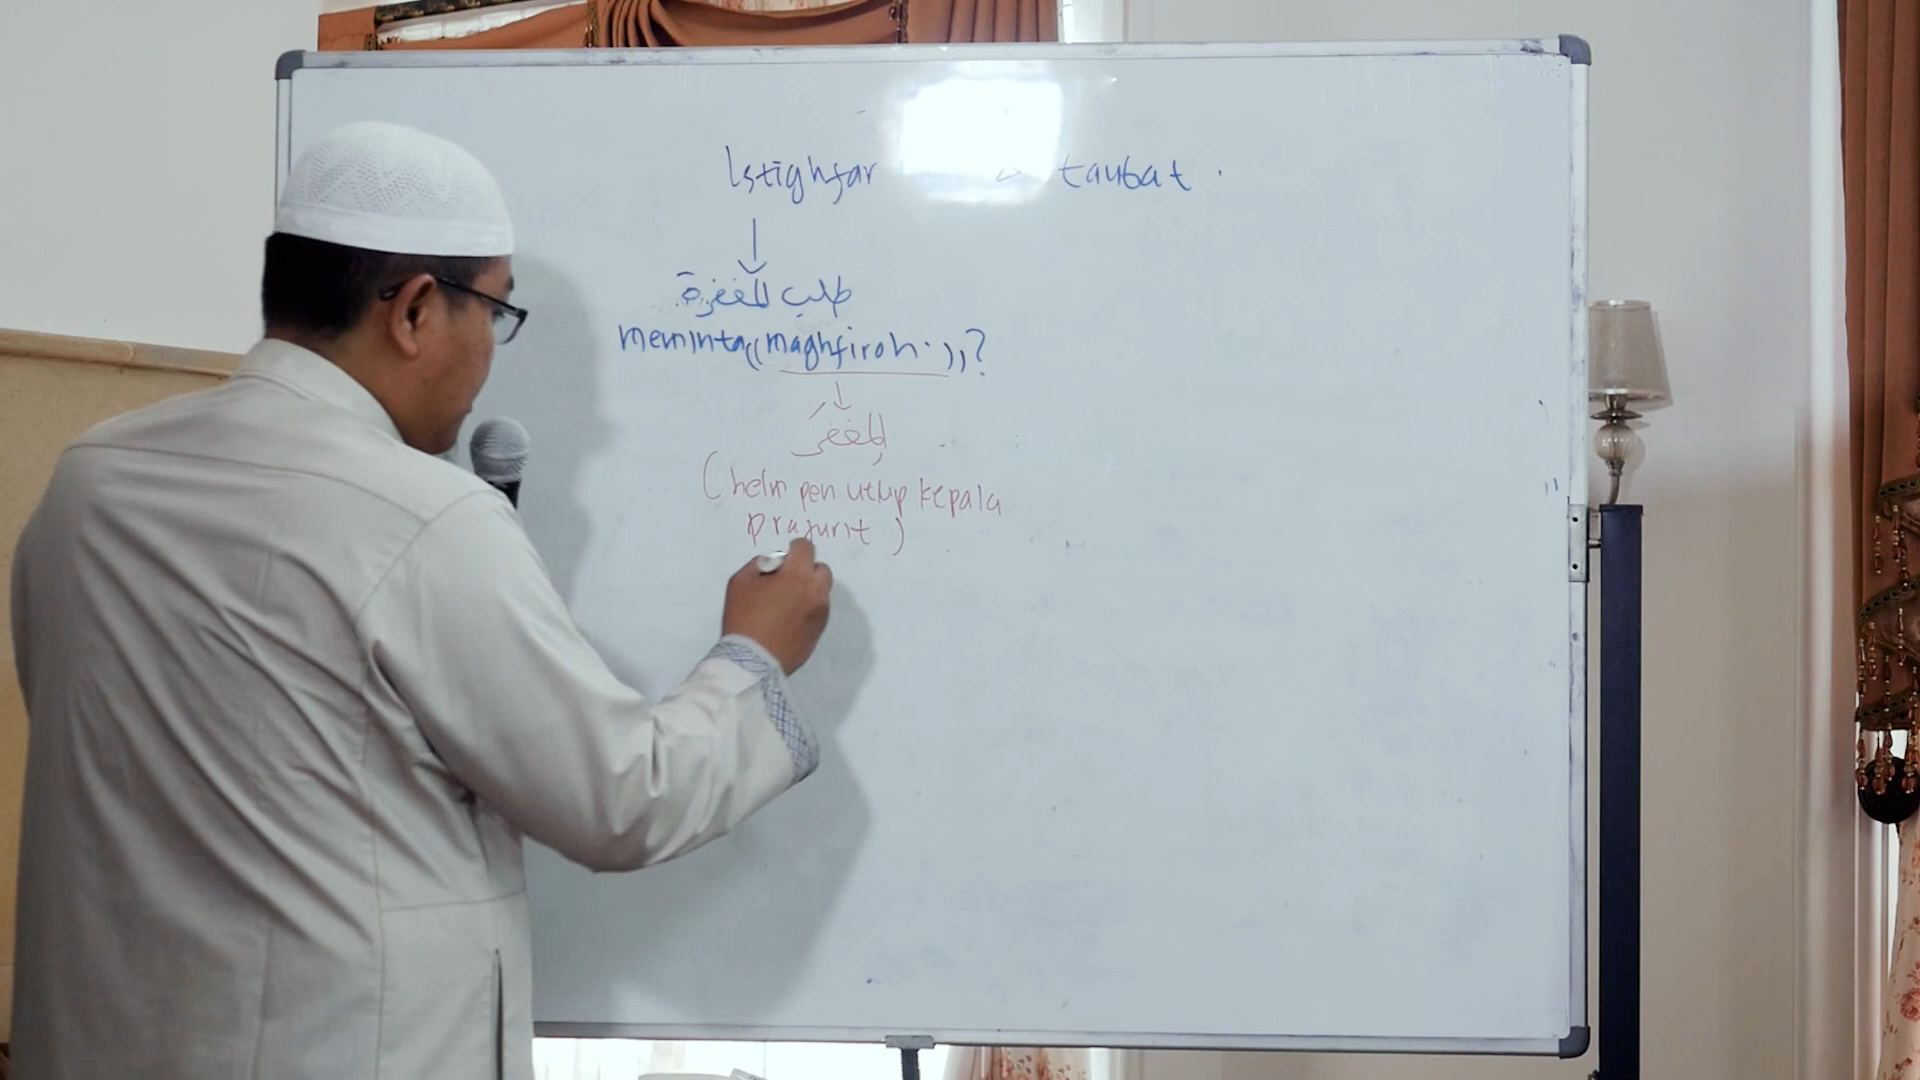 Istighfar taubat.
طلب المغفرة
meminta ((maghfiroh.)), ?
المغفر
(helm penutup kepala
prajurit)